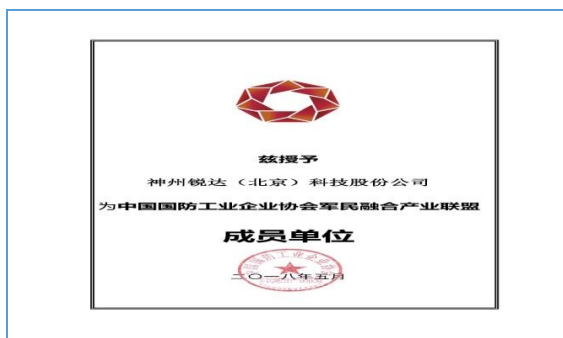 兹授予
神州锐达（北京）科技股份公司
为中国国防工业企业协会军民融合产业联盟
成员单位
二〇一八年五月